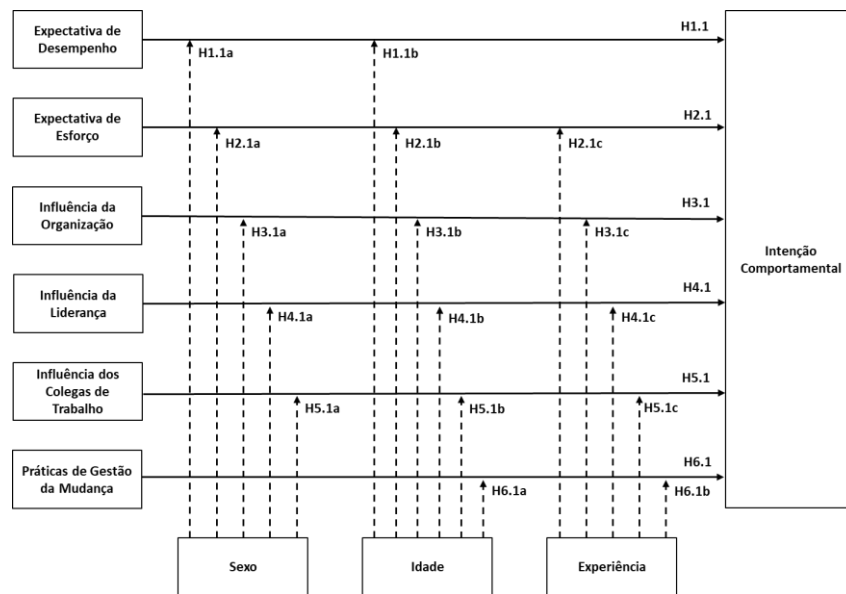 Expectativa de
Desempenho
H1.1
H1.1a
H1.1b
Expectativa de
Esforço
H2.1
H2.1a
H2.1b
H2.1c
Influência da
Organização
H3.1
H3.1a
H3.1b
H3.1c
Intenção
Comportamental
Influência da
Liderança
H4.1
H4.1a
H4.1b
H4.1c
Influência dos
Colegas de
Trabalho
H5.1
H5.1a
H5.1b
H5.1c
Práticas de Gestão
da Mudança
H6.1
H6.1a
H6.1b
Sexo
Idade
Experiência